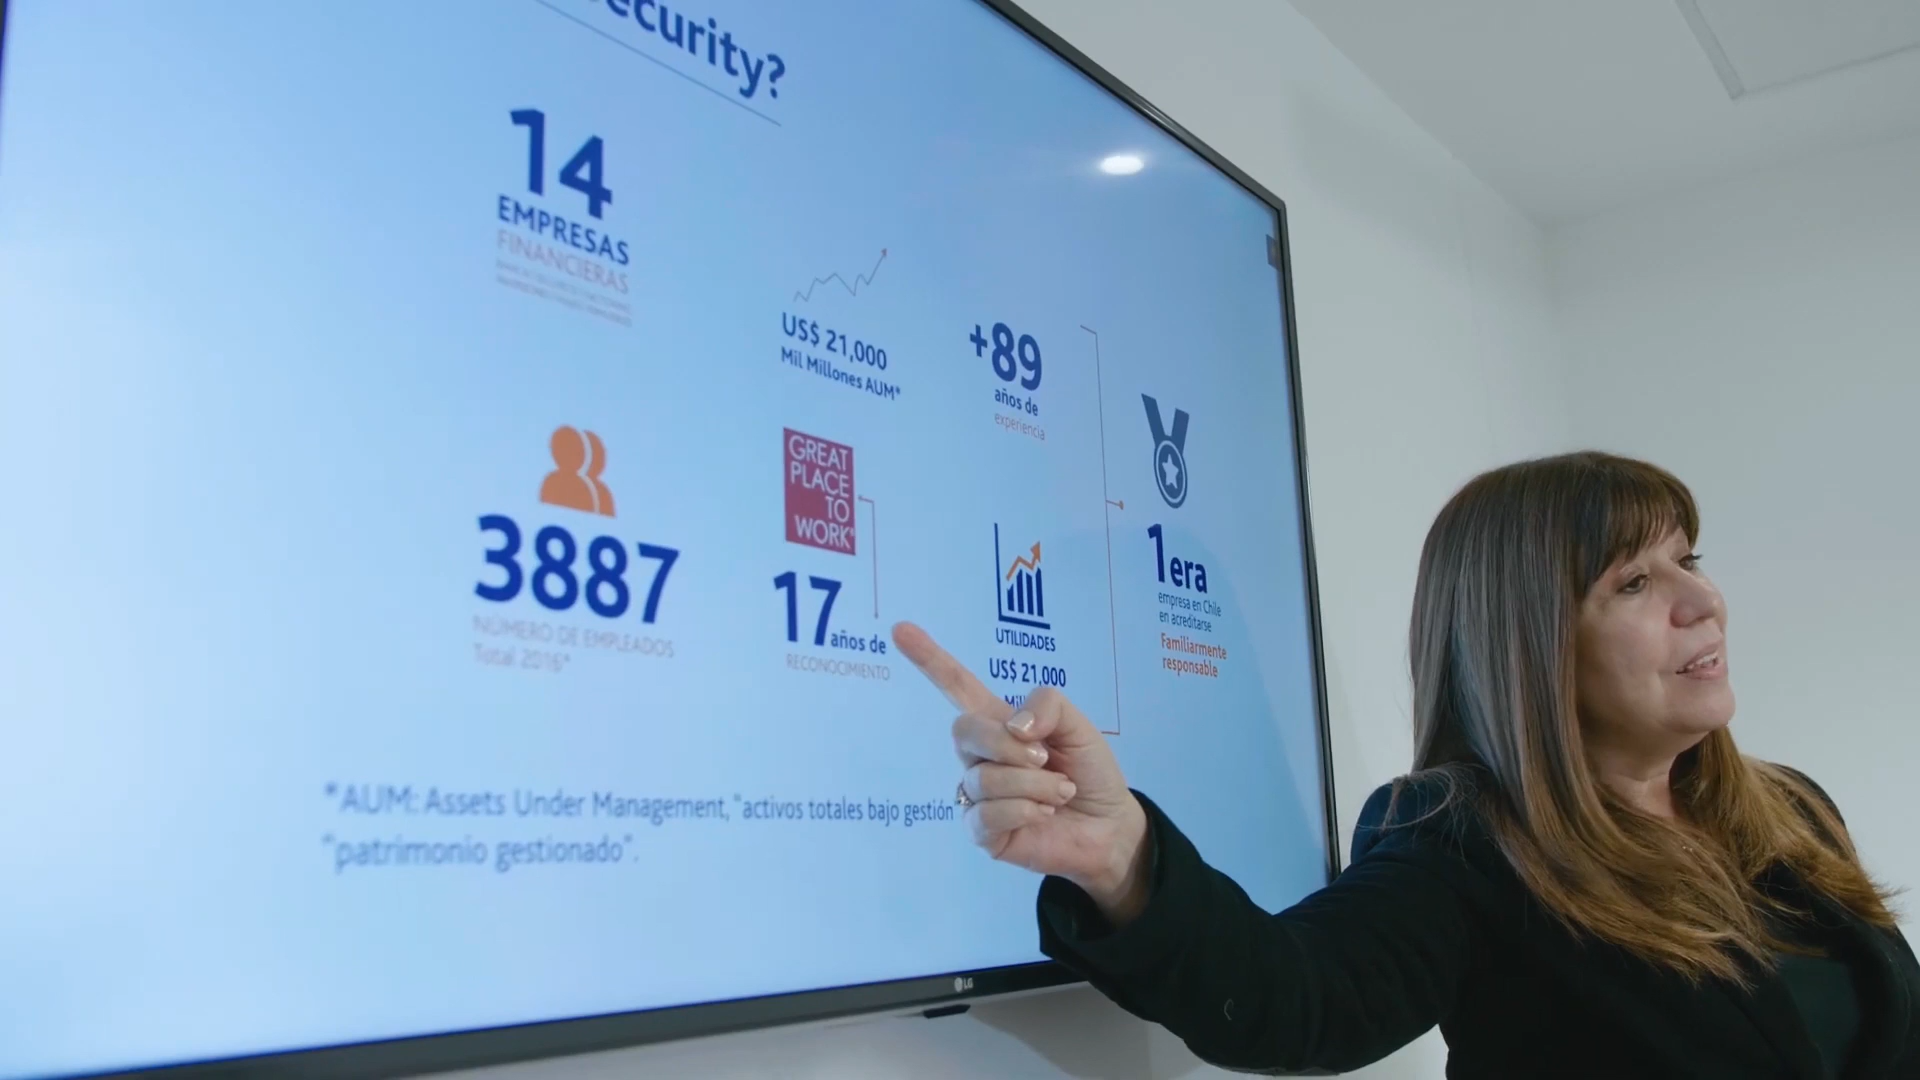 ecurity?
14
EMPRESAS
FINANCIERAS
US$ 21,000
Mil Millones AUM*
+89
años de
experiencia
3887
NÚMERO DE EMPLEADOS
Total 2016*
GREAT
PLACE
TO
WORK
17 años de
RECONOCIMIENTO
UTILIDADES
US$ 21,000
Mil
1era
empresa en Chile
en acreditarse
Familiarmente
responsable
*AUM: Assets Under Management, "activos totales bajo gestión"
"patrimonio gestionado".
LG